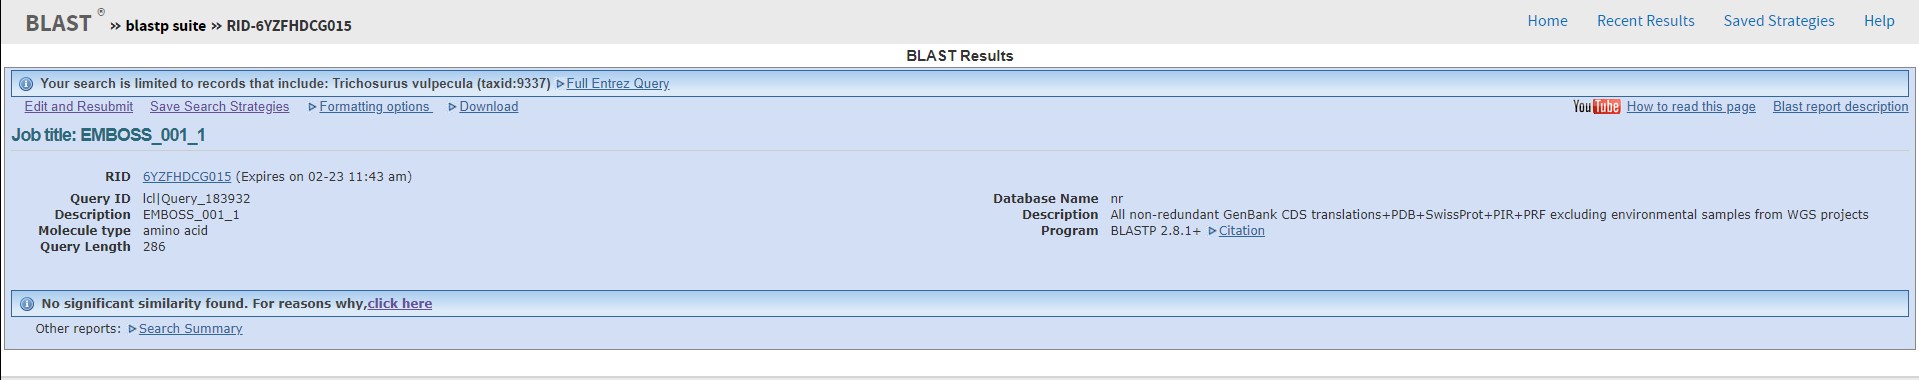 BLAST ® » blastp suite » RID-6YZFHDCG015 Home Recent Results Saved Strategies Help
BLAST Results
Your search is limited to records that include: Trichosurus vulpecula (taxid:9337) Full Entrez Query
Edit and Resubmit Save Search Strategies Formatting options Download YouTube How to read this page Blast report description
Job title: EMBOSS_001_1
RID 6YZFHDCG015 (Expires on 02-23 11:43 am)
Query ID lcl|Query_183932 Database Name nr
Description EMBOSS_001_1 Description All non-redundant GenBank CDS translations+PDB+SwissProt+PIR+PRF excluding environmental samples from WGS projects
Molecule type amino acid Program BLASTP 2.8.1+ Citation
Query Length 286
No significant similarity found. For reasons why,click here
Other reports: Search Summary